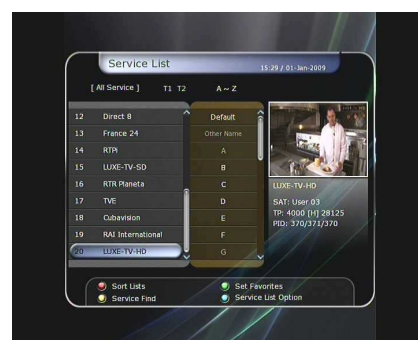 Service List
15:29 / 01-Jan-2009
[ All Service ] T1 T2 A ~ Z
12 Direct 8
13 France 24
14 RTPi
15 LUXE-TV-SD
16 RTR Planeta
17 TVE
18 Cubavision
19 RAI International
20 LUXE-TV-HD
Default
Other Name
A
B
C
D
E
F
G
LUXE-TV-HD
SAT: User 03
TP: 4000 [H] 28125
PID: 370/371/370
Sort Lists
Set Favorites
Service Find
Service List Option